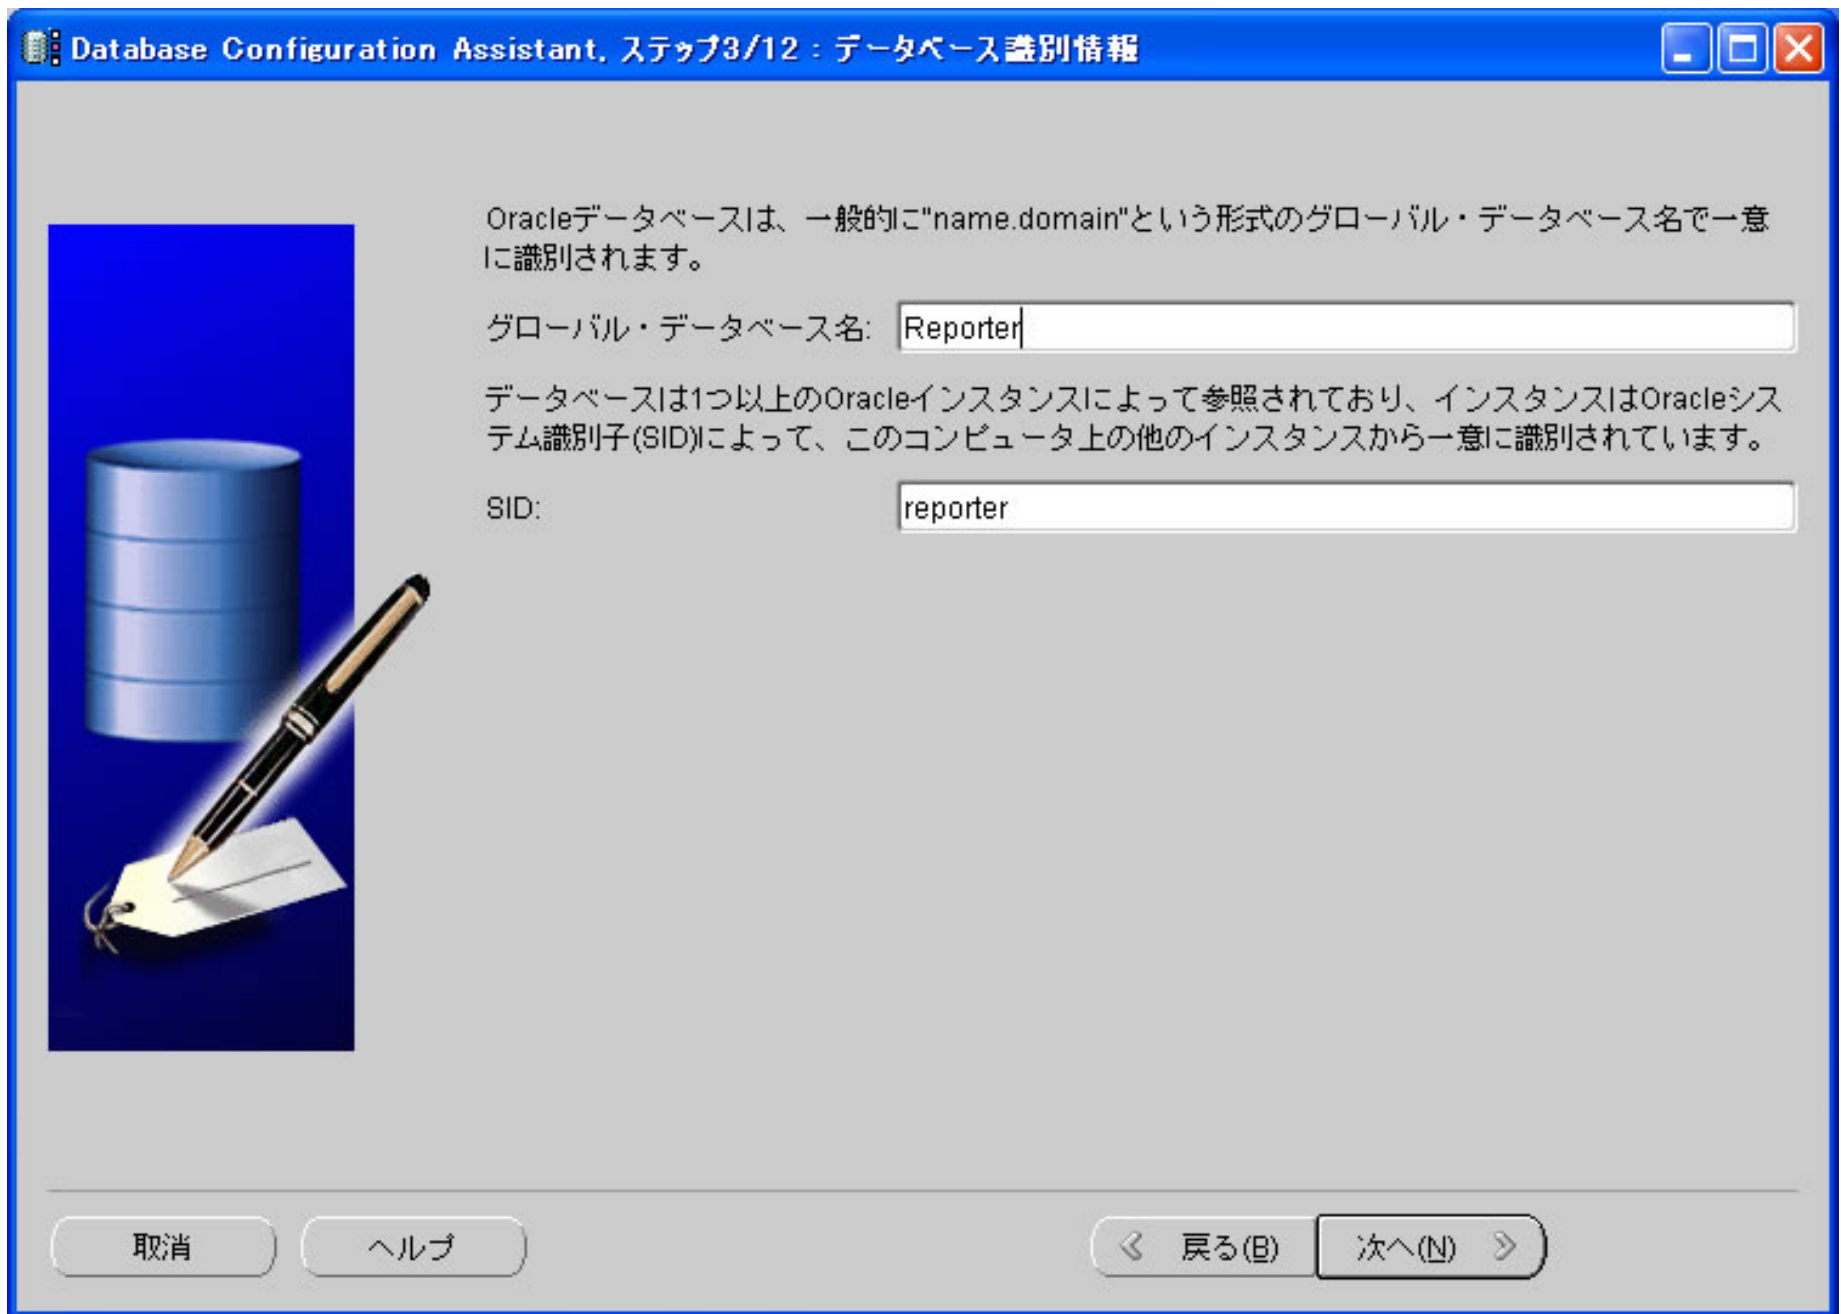 Database Configuration Assistant, ステップ3/12 : データベース識別情報
Oracleデータベースは、一般的に"name.domain"という形式のグローバル・データベース名で一意
に識別されます。
グローバル・データベース名: Reporter
データベースは1つ以上のOracleインスタンスによって参照されており、インスタンスはOracleシス
テム識別子(SID)によって、このコンピュータ上の他のインスタンスから一意に識別されています。
SID: reporter
取消 ヘルプ 戻る(B) 次へ(N)